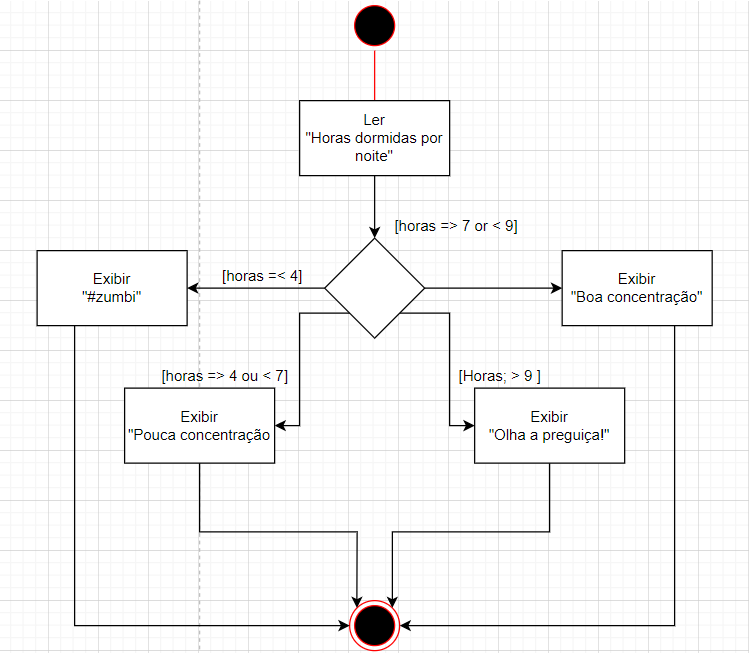 Ler
"Horas dormidas por
noite"
[horas => 7 or < 9]
[horas =< 4]
Exibir
"#zumbi"
Exibir
"Boa concentração"
[horas => 4 ou < 7]
[Horas; > 9 ]
Exibir
"Pouca concentração
Exibir
"Olha a preguiça!"